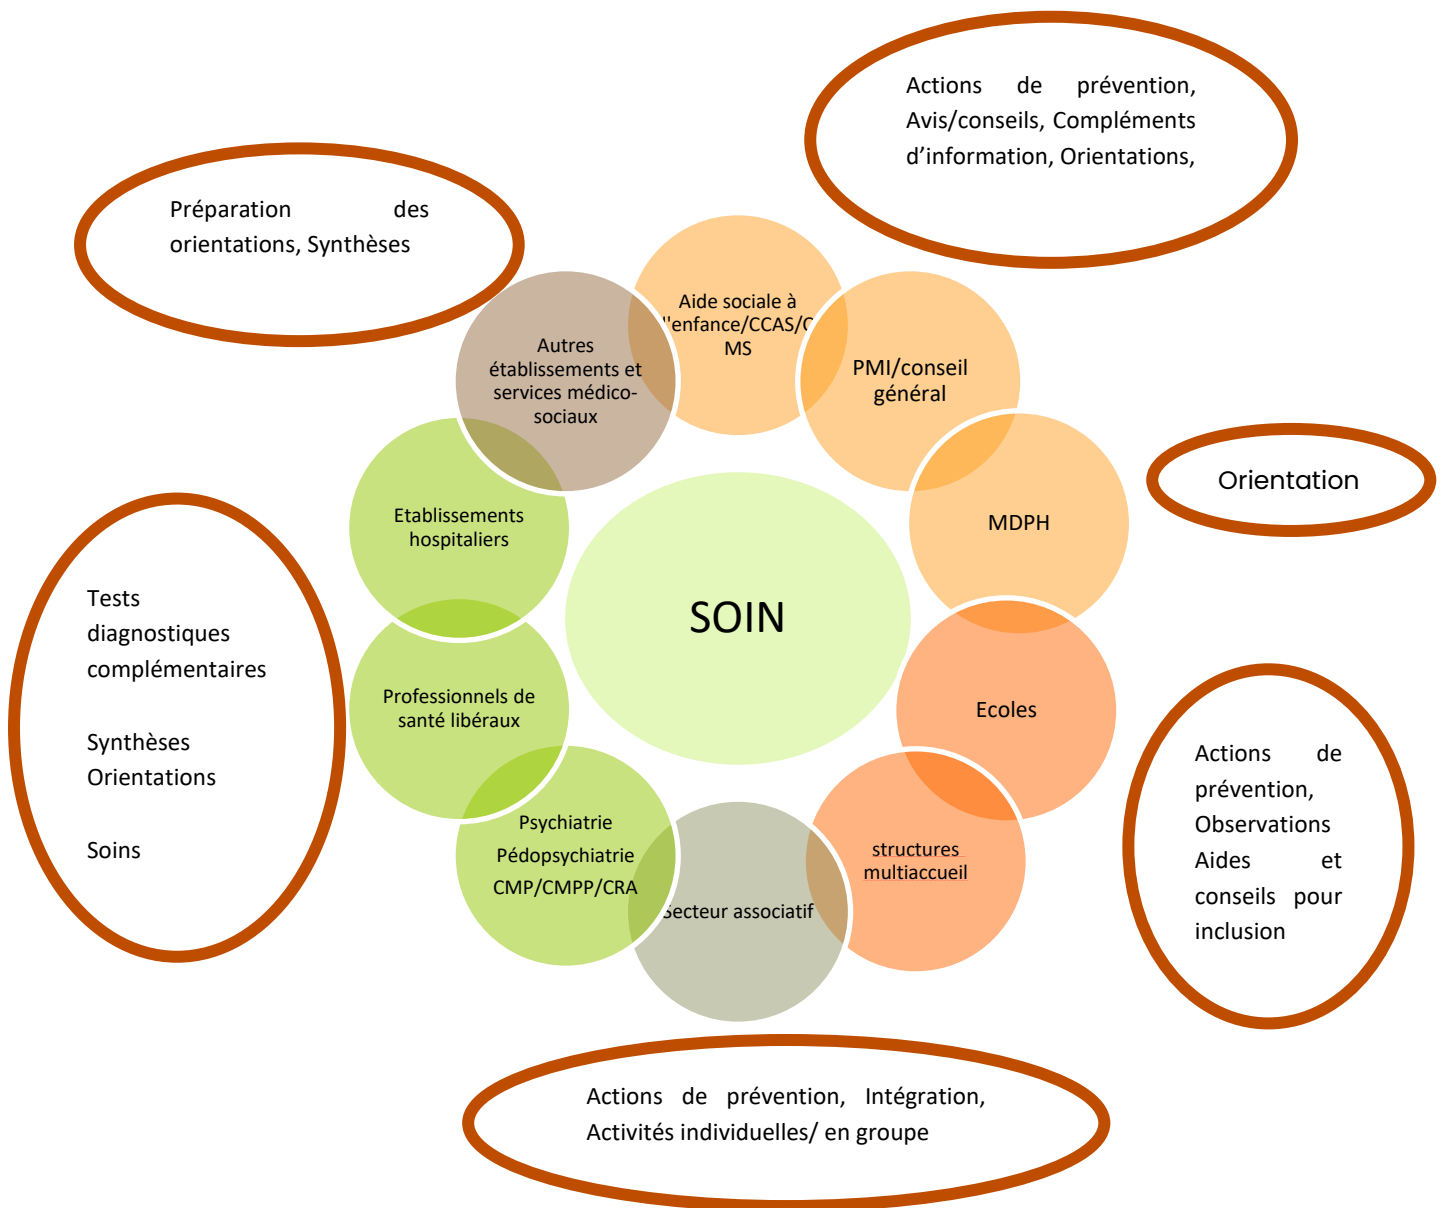 Actions de prévention,
Avis/conseils, Compléments
d’information, Orientations,
Préparation des
orientations, Synthèses
Aide sociale à
l'enfance/CCAS/C
MS
Autres
établissements et
services médico-
sociaux
PMI/conseil
général
Orientation
MDPH
Etablissements
hospitaliers
Tests
diagnostiques
complémentaires
Synthèses
Orientations
Soins
SOIN
Professionnels de
santé libéraux
Ecoles
Actions de
prévention,
Observations
Aides et
conseils pour
inclusion
Psychiatrie
Pédopsychiatrie
CMP/CMPP/CRA
structures
multiaccueil
Secteur associatif
Actions de prévention, Intégration,
Activités individuelles/ en groupe